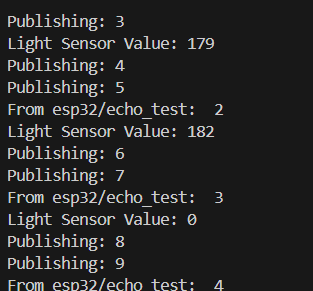 Publishing: 3
Light Sensor Value: 179
Publishing: 4
Publishing: 5
From esp32/echo_test:  2
Light Sensor Value: 182
Publishing: 6
Publishing: 7
From esp32/echo_test:  3
Light Sensor Value: 0
Publishing: 8
Publishing: 9
From esp32/echo_test:  4